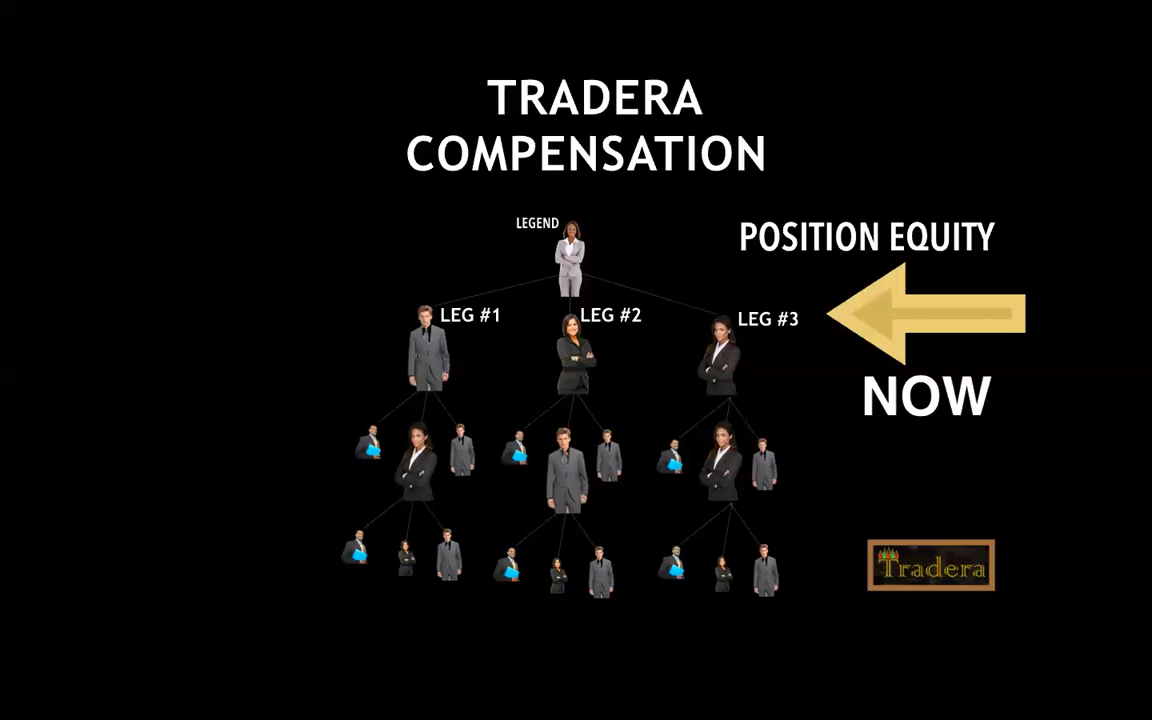 TRADERA
COMPENSATION
LEGEND
POSITION EQUITY
LEG #1
LEG #2
LEG #3
NOW
Tradera